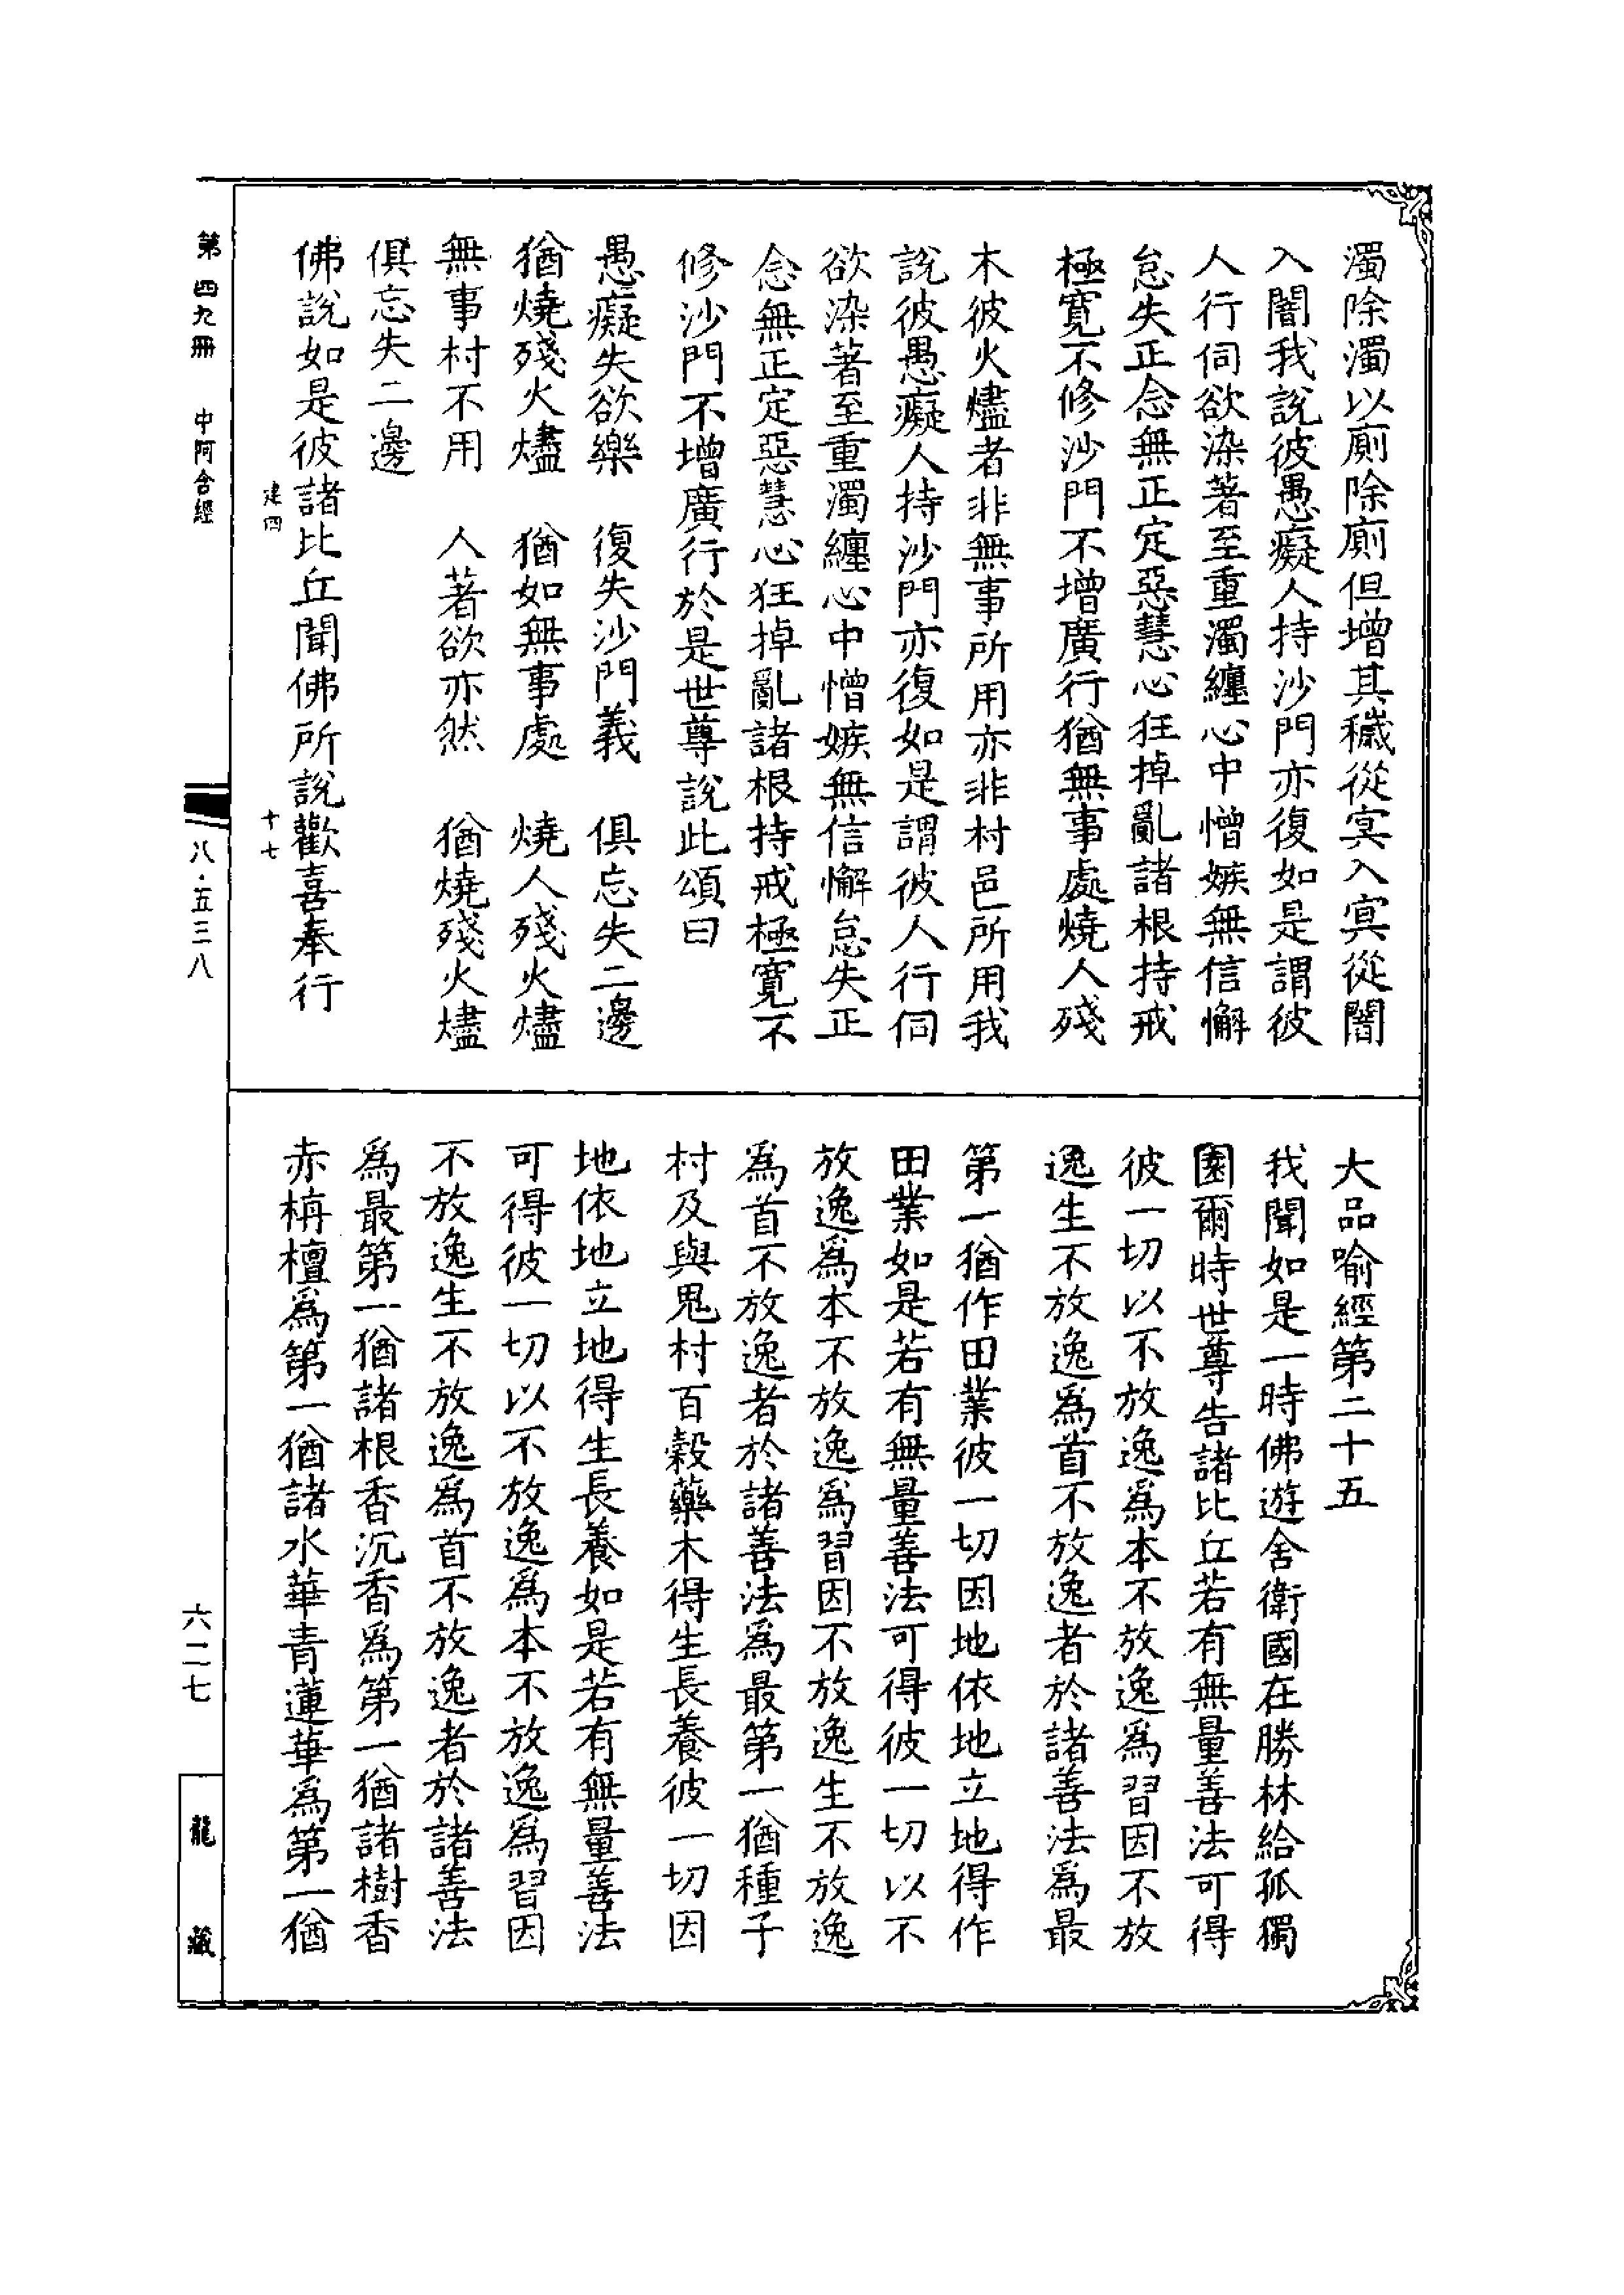 濁除濁以廁除廁但增其穢從冥入冥從闇
入闇我說彼愚癡人持沙門亦復如是謂彼
人行伺欲染著至重濁纏心中憎嫉無信懈
怠失正念無正定惡慧心狂掉亂諸根持戒
極寬不修沙門不增廣行猶無事處燒人殘
木彼火燼者非無事所用亦非村邑所用我
說彼愚癡人持沙門亦復如是謂彼人行伺
欲染著至重濁纏心中憎嫉無信懈怠失正
念無正定惡慧心狂掉亂諸根持戒極寬不
修沙門不增廣行於是世尊說此頌曰
愚癡失欲樂　復失沙門義　俱忘失二邊
猶燒殘火燼　猶如無事處　燒人殘火燼
無事村不用　人著欲亦然　猶燒殘火燼
俱忘失二邊
佛說如是彼諸比丘聞佛所說歡喜奉行
建四　十七
大品喻經第二十五
我聞如是一時佛遊舍衛國在勝林給孤獨
園爾時世尊告諸比丘若有無量善法可得
彼一切以不放逸為本不放逸為習因不放
逸生不放逸為首不放逸者於諸善法為最
第一猶作田業彼一切因地依地立地得作
田業如是若有無量善法可得彼一切以不
放逸為本不放逸為習因不放逸生不放逸
為首不放逸者於諸善法為最第一猶種子
村及與鬼村百穀藥木得生長養彼一切因
地依地立地得生長養如是若有無量善法
可得彼一切以不放逸為本不放逸為習因
不放逸生不放逸為首不放逸者於諸善法
為最第一猶諸根香沉香為第一猶諸樹香
赤栴檀為第一猶諸水華青蓮華為第一猶
第四九冊　中阿含經
八·五三八
六二七
龍藏